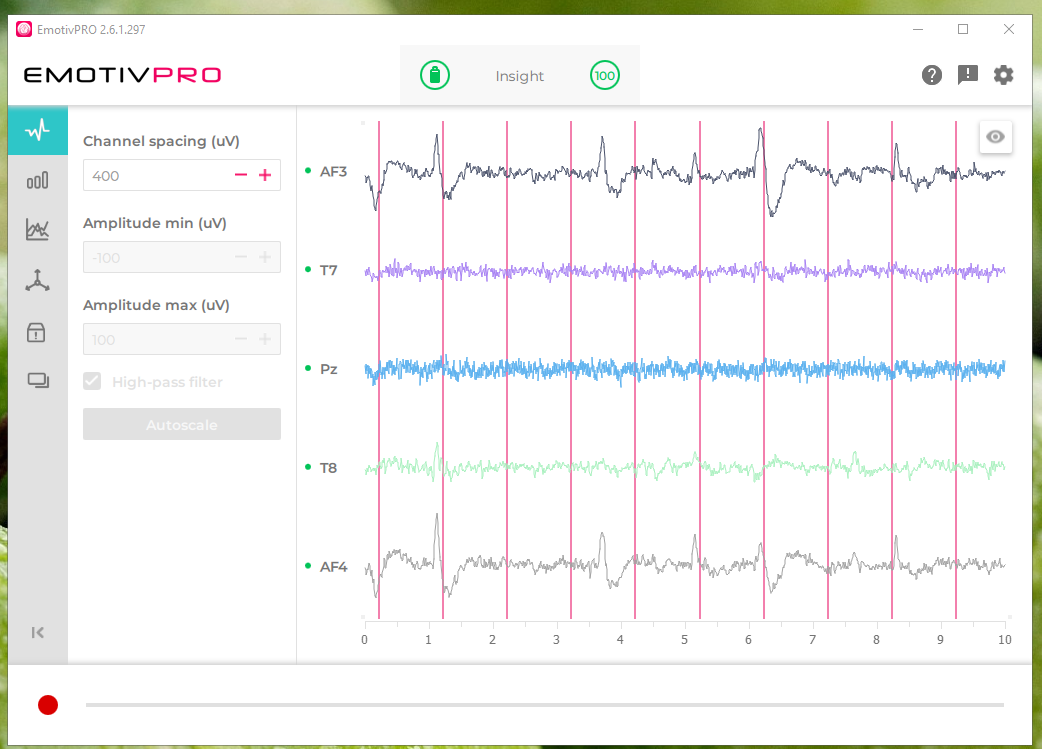 EmotivPRO 2.6.1.297
EMOTIVPRO
Insight
100
Channel spacing (uV)
400
Amplitude min (uV)
-100
Amplitude max (uV)
100
High-pass filter
Autoscale
AF3
T7
Pz
T8
AF4
0 1 2 3 4 5 6 7 8 9 10